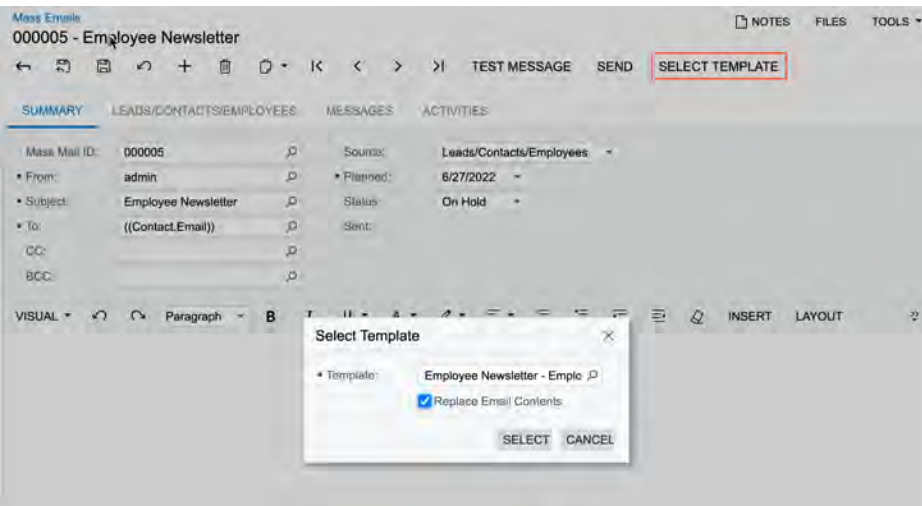 Mass Emails
000005 - Employee Newsletter
NOTES FILES TOOLS
TEST MESSAGE SEND SELECT TEMPLATE
SUMMARY LEADS/CONTACTS/EMPLOYEES MESSAGES ACTIVITIES
Mass Mail ID: 000005 Source: Leads/Contacts/Employees
• From: admin • Planned: 6/27/2022
• Subject: Employee Newsletter Status: On Hold
• To: ((Contact.Email)) Sent:
CC:
BCC:
VISUAL Paragraph B I U A INSERT LAYOUT
Select Template
• Template: Employee Newsletter - Emplo
Replace Email Contents
SELECT CANCEL